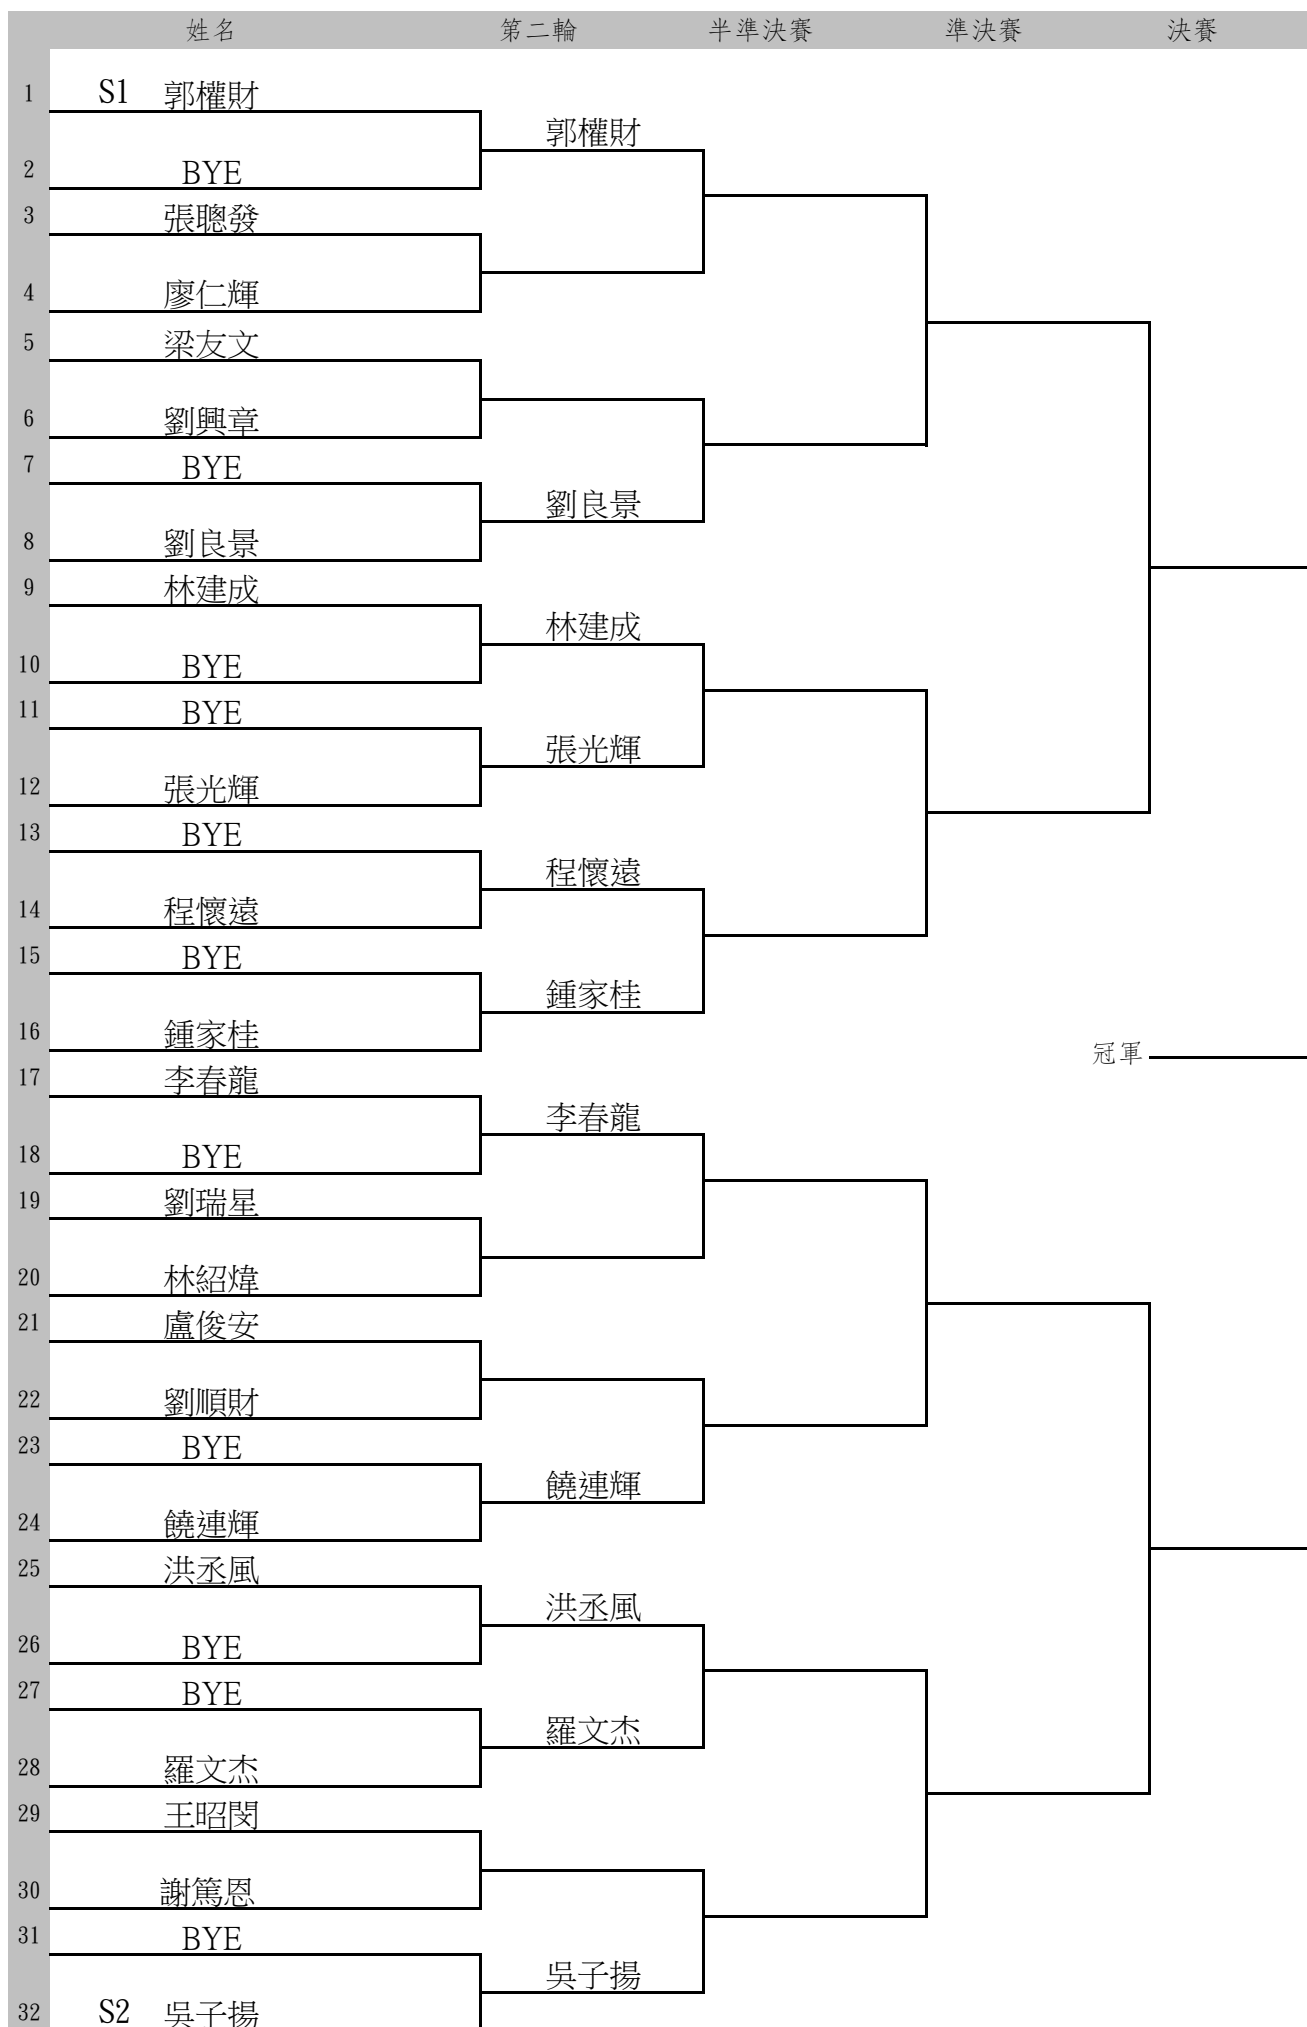 姓名 第二輪 半準決賽 準決賽 決賽
1 S1 郭權財
郭權財
2 BYE
3 張聰發
4 廖仁輝
5 梁友文
6 劉興章
7 BYE
劉良景
8 劉良景
9 林建成
林建成
10 BYE
11 BYE
張光輝
12 張光輝
13 BYE
程懷遠
14 程懷遠
15 BYE
鍾家桂
16 鍾家桂
冠軍
17 李春龍
李春龍
18 BYE
19 劉瑞星
20 林紹煒
21 盧俊安
22 劉順財
23 BYE
饒連輝
24 饒連輝
25 洪丞風
洪丞風
26 BYE
27 BYE
羅文杰
28 羅文杰
29 王昭閔
30 謝篤恩
31 BYE
吳子揚
32 S2 吳子揚